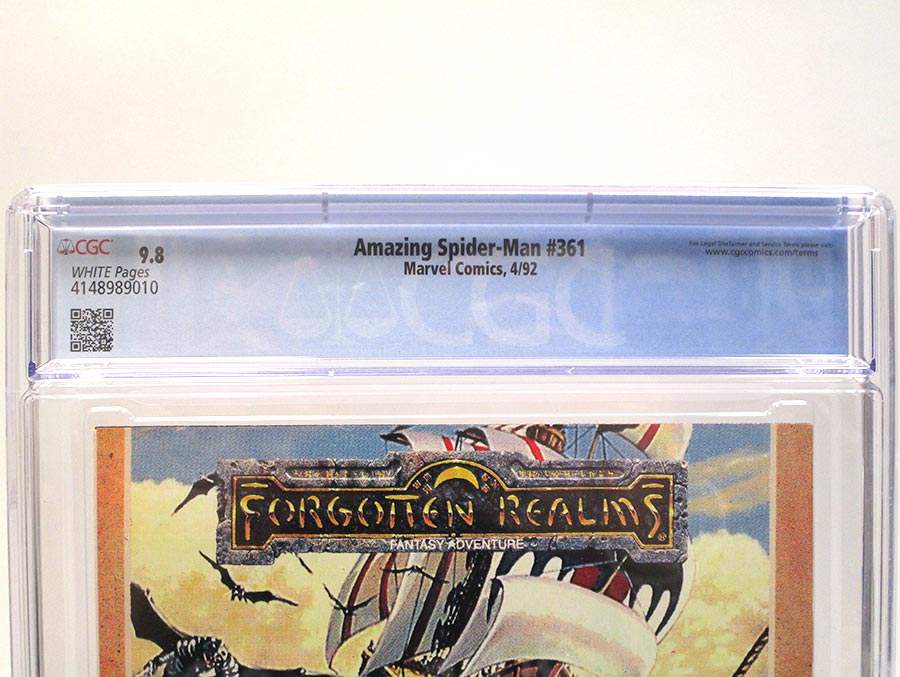 CGC
9.8
WHITE Pages
4148989010
Amazing Spider-Man #361
Marvel Comics, 4/92
For Legal Disclaimer and Service Terms please visit:
www.cgccomics.com/terms
CGC
FORGOTTEN REALMS®
FANTASY ADVENTURE